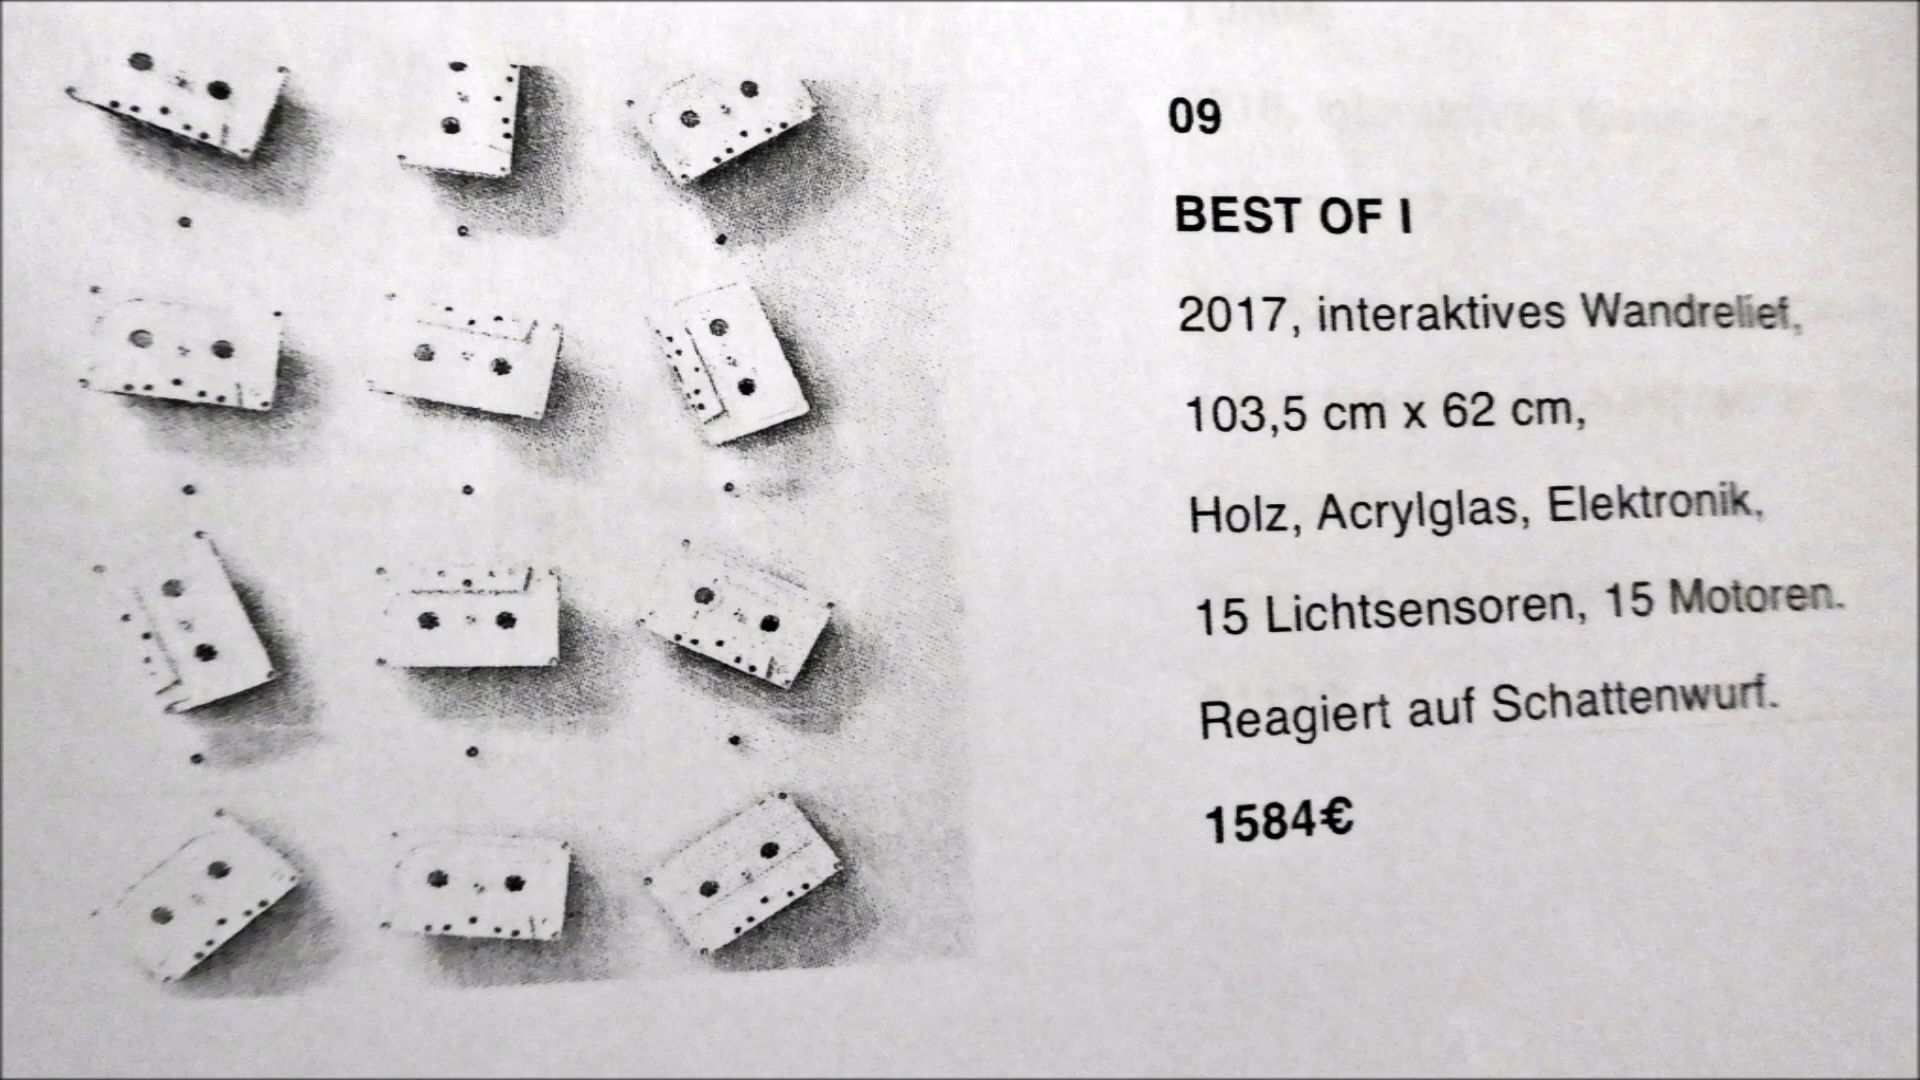 09
BEST OF I
2017, interaktives Wandrelief,
103,5 cm x 62 cm,
Holz, Acrylglas, Elektronik,
15 Lichtsensoren, 15 Motoren.
Reagiert auf Schattenwurf.
1584€